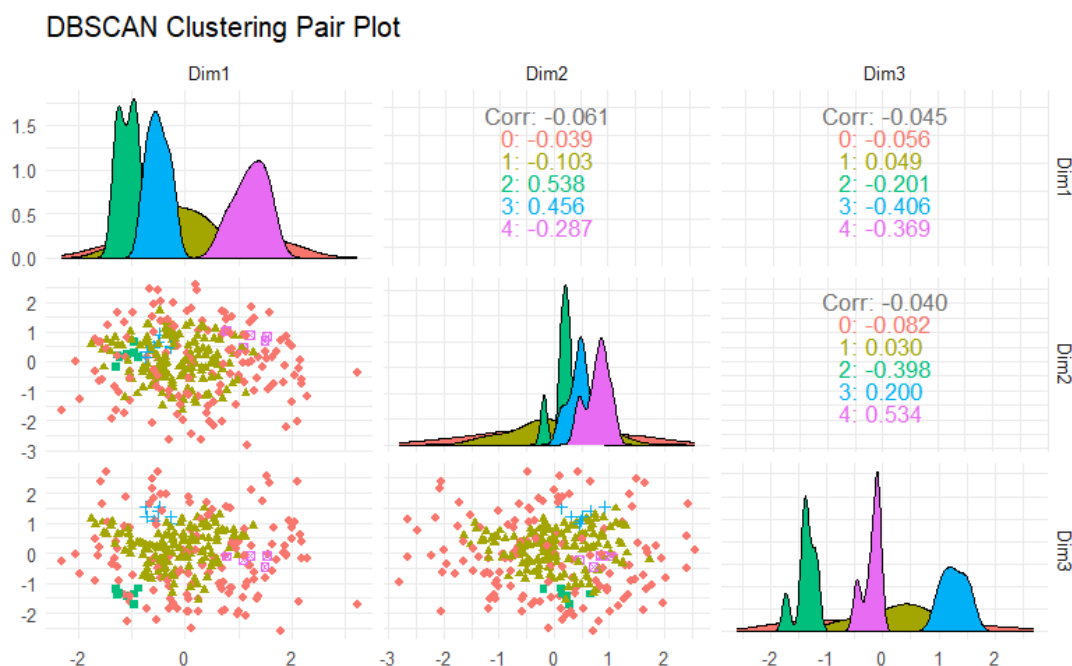 DBSCAN Clustering Pair Plot
Dim1 Dim2 Dim3
1.5
1.0
0.5
0.0
Corr: -0.061
0: -0.039
1: -0.103
2: 0.538
3: 0.456
4: -0.287
Corr: -0.045
0: -0.056
1: 0.049
2: -0.201
3: -0.406
4: -0.369
Dim1
2
1
0
-1
-2
-3
Corr: -0.040
0: -0.082
1: 0.030
2: -0.398
3: 0.200
4: 0.534
Dim2
2
1
0
-1
-2
Dim3
-2 0 2
-3 -2 -1 0 1 2
-2 -1 0 1 2